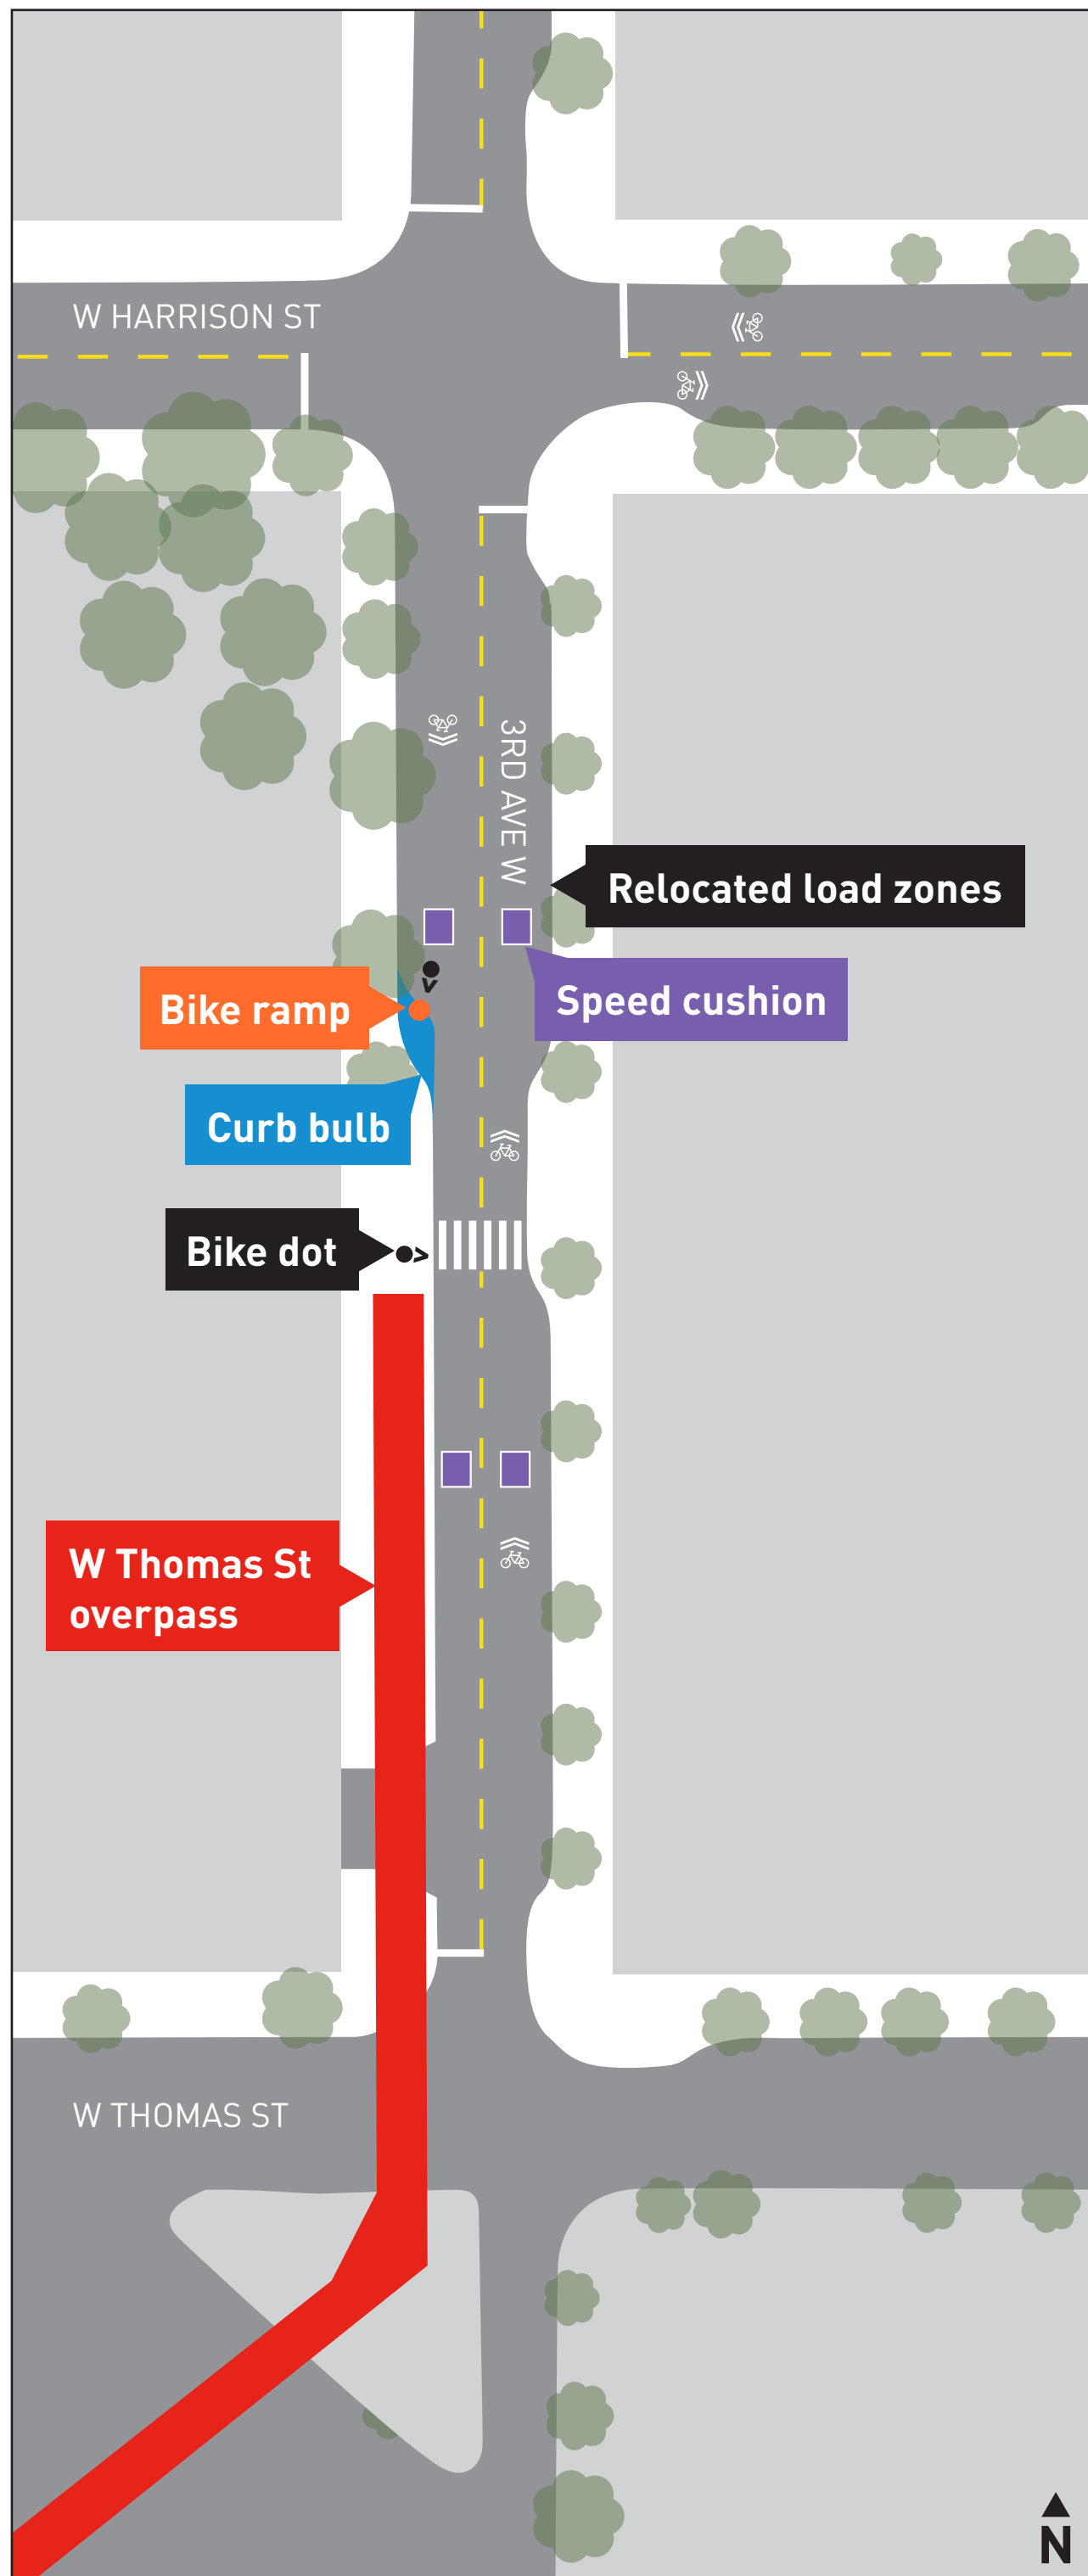 W HARRISON ST
3RD AVE W
Relocated load zones
Speed cushion
Bike ramp
Curb bulb
Bike dot
W Thomas St
overpass
W THOMAS ST
N